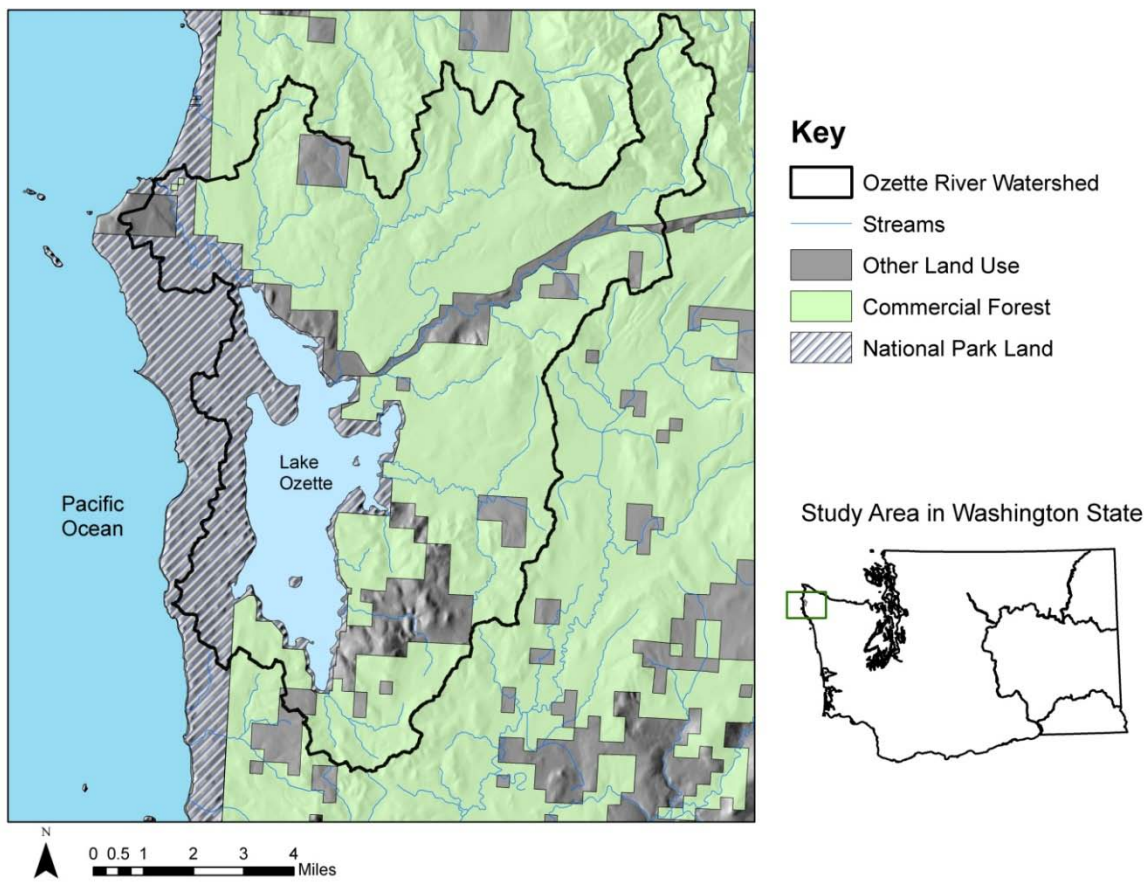 Key
Ozette River Watershed
Streams
Other Land Use
Commercial Forest
National Park Land
Lake
Ozette
Pacific
Ocean
Study Area in Washington State
N
0 0.5 1 2 3 4
Miles